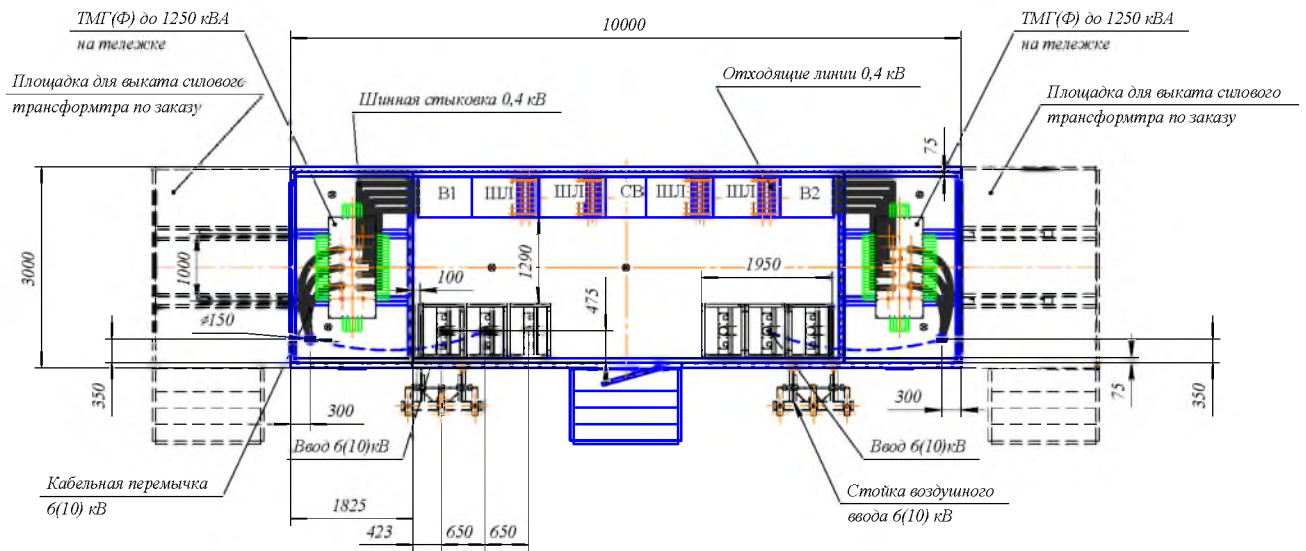 ТМГ(Ф) до 1250 кВА
на тележке
10000
ТМГ(Ф) до 1250 кВА
на тележке
Площадка для выката силового
трансформтра по заказу
Шинная стыковка 0,4 кВ
Отходящие линии 0,4 кВ
Площадка для выката силового
трансформтра по заказу
75
В1 ШЛ ШЛ СВ ШЛ ШЛ В2
3000
1000
1290
100
475
1950
⌀150
350
300
300
75
350
Ввод 6(10)кВ
Ввод 6(10)кВ
Кабельная перемычка
6(10) кВ
Стойка воздушного
ввода 6(10) кВ
1825
423 650 650